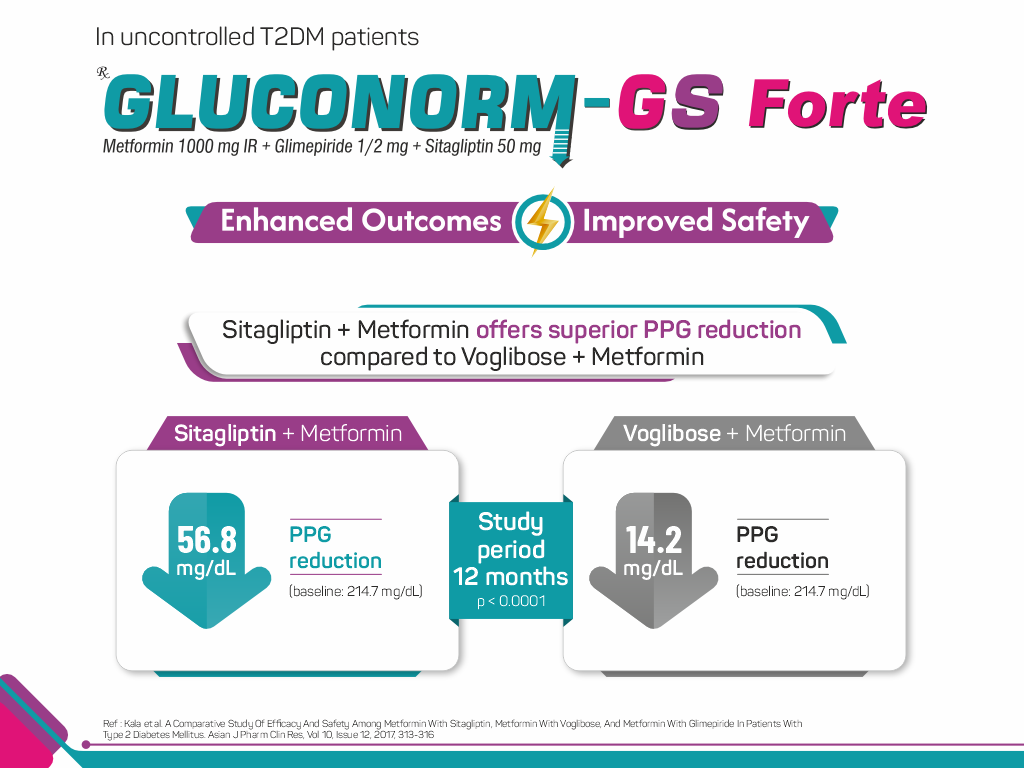 In uncontrolled T2DM patients
Rx GLUCONORM-GS Forte
Metformin 1000 mg IR + Glimepiride 1/2 mg + Sitagliptin 50 mg
Enhanced Outcomes Improved Safety
Sitagliptin + Metformin offers superior PPG reduction
compared to Voglibose + Metformin
Sitagliptin + Metformin
56.8
mg/dL
PPG
reduction
(baseline: 214.7 mg/dL)
Study
period
12 months
p < 0.0001
Voglibose + Metformin
14.2
mg/dL
PPG
reduction
(baseline: 214.7 mg/dL)
Ref : Kala et al. A Comparative Study Of Efficacy And Safety Among Metformin With Sitagliptin, Metformin With Voglibose, And Metformin With Glimepiride In Patients With
Type 2 Diabetes Mellitus. Asian J Pharm Clin Res, Vol 10, Issue 12, 2017, 313-316